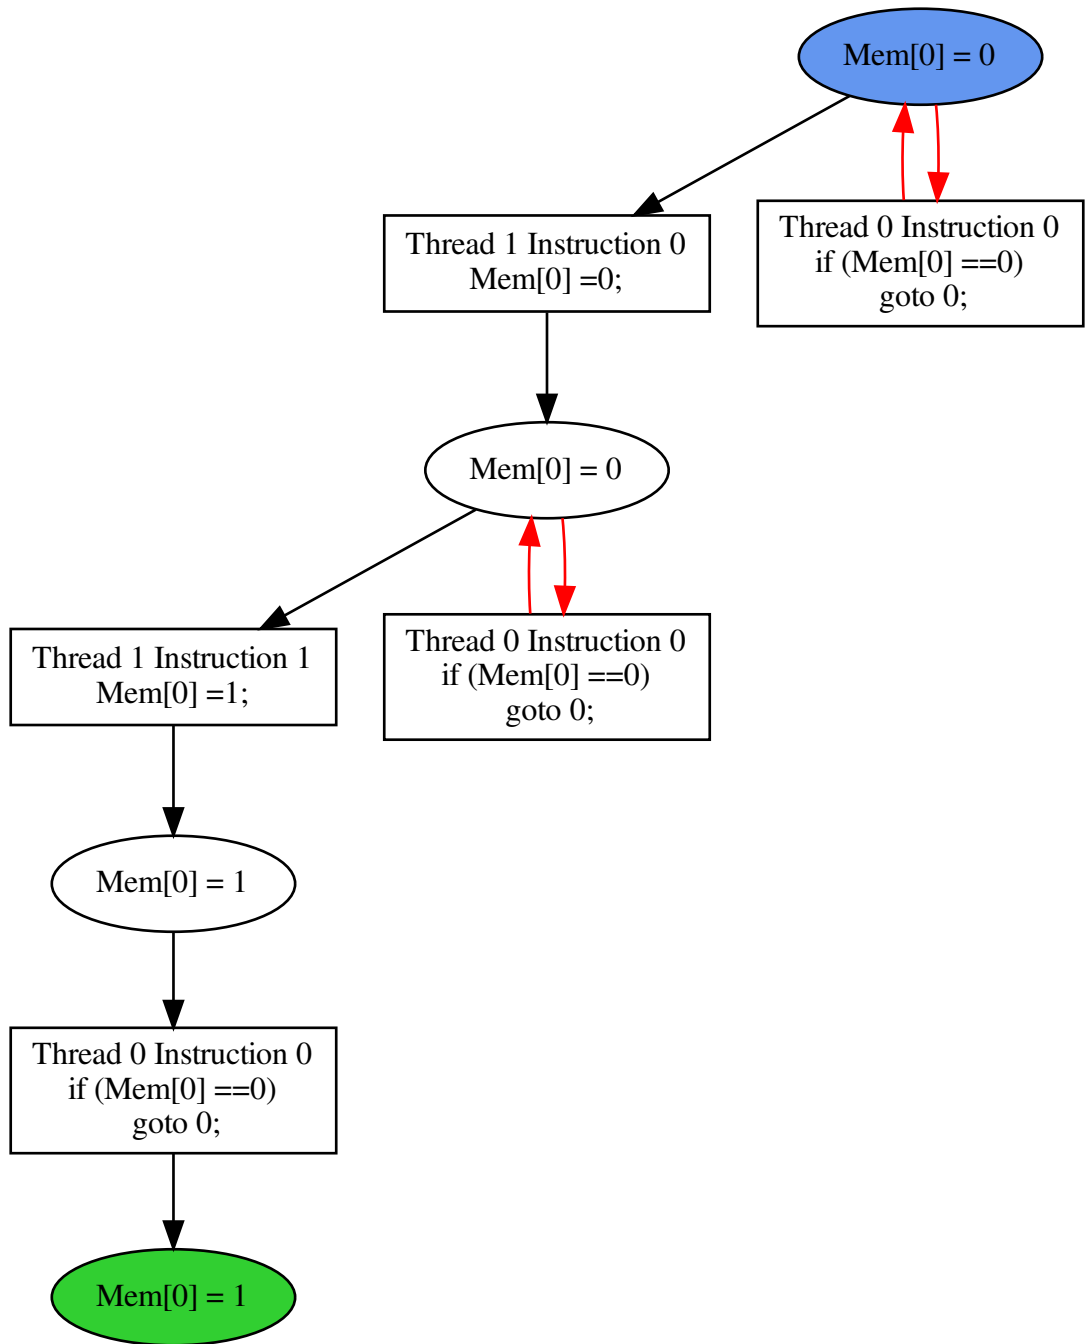 Mem[0] = 0
Thread 1 Instruction 0
Mem[0] =0;
Thread 0 Instruction 0
if (Mem[0] ==0)
goto 0;
Mem[0] = 0
Thread 1 Instruction 1
Mem[0] =1;
Thread 0 Instruction 0
if (Mem[0] ==0)
goto 0;
Mem[0] = 1
Thread 0 Instruction 0
if (Mem[0] ==0)
goto 0;
Mem[0] = 1